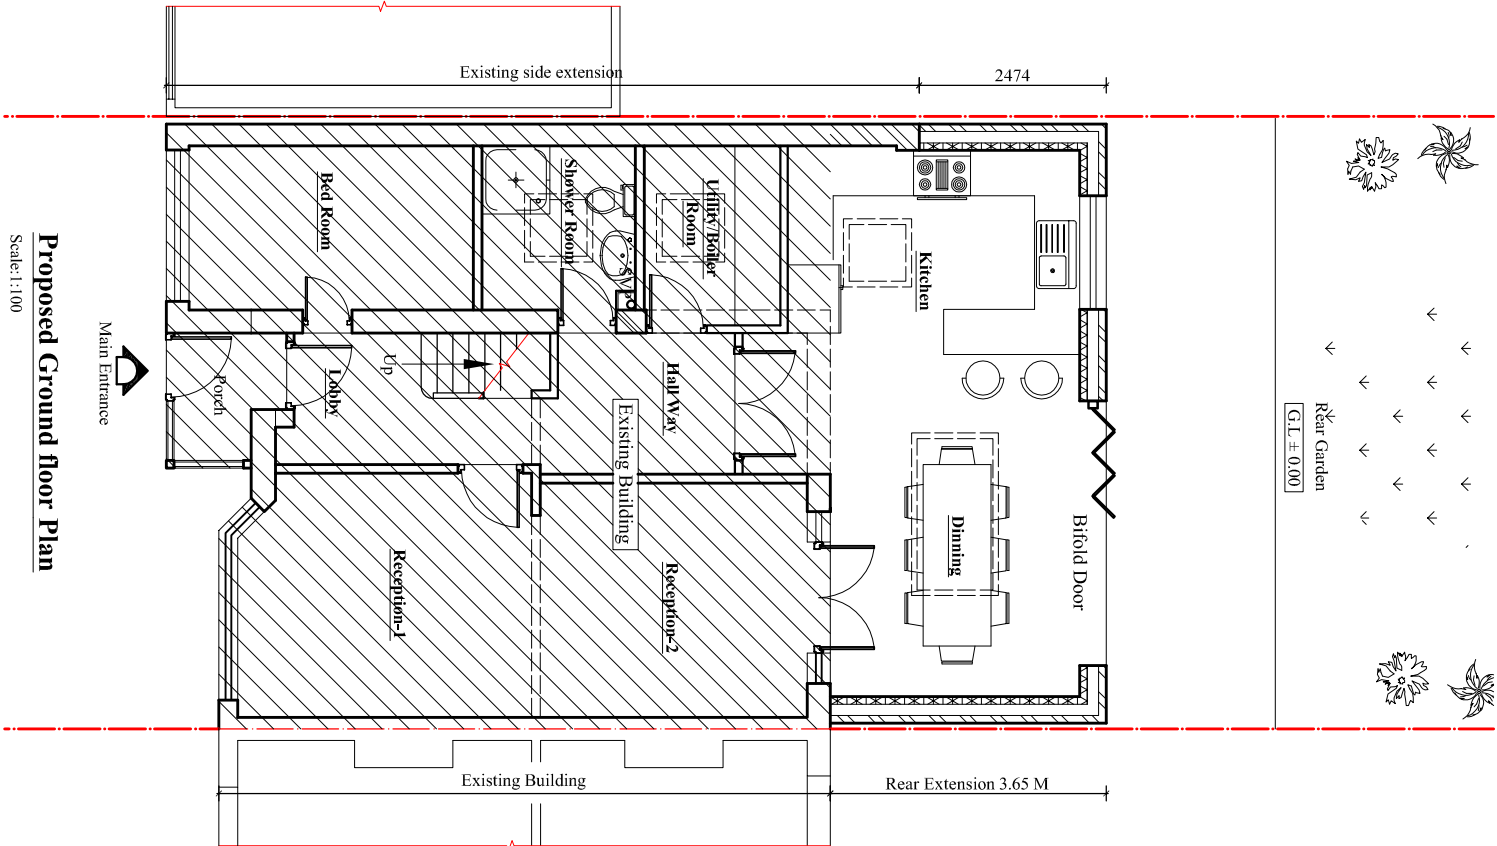 Existing side extension
2474
Bed Room
Shower Room
Utility/Boiler
Room
SVP
Kitchen
Proposed Ground floor Plan
Scale:1:100
Main Entrance
Porch
Lobby
Up
Hall Way
Existing Building
Reception-1
Reception-2
Dinning
Bifold Door
Rear Garden
G.L ± 0.00
Existing Building
Rear Extension 3.65 M